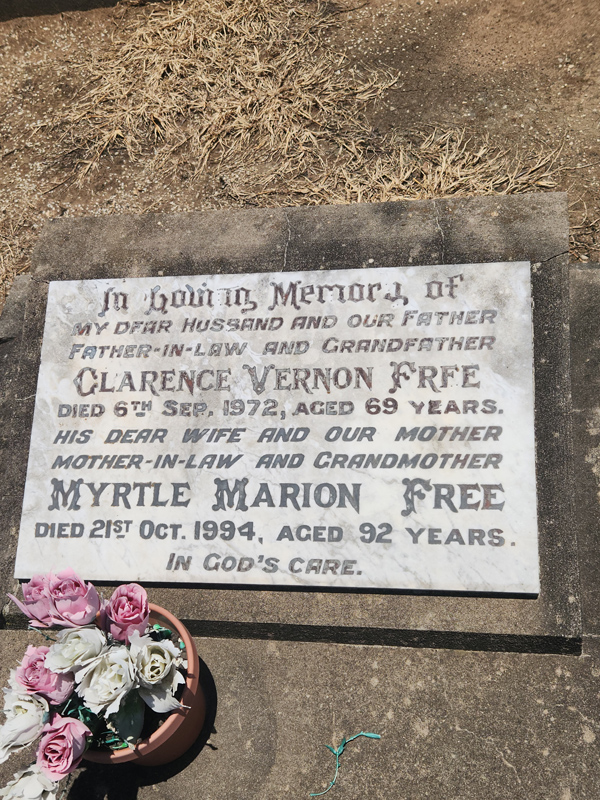 In Loving Memory of
MY DEAR HUSBAND AND OUR FATHER
FATHER-IN-LAW AND GRANDFATHER
CLARENCE VERNON FREE
DIED 6TH SEP. 1972, AGED 69 YEARS.
HIS DEAR WIFE AND OUR MOTHER
MOTHER-IN-LAW AND GRANDMOTHER
MYRTLE MARION FREE
DIED 21ST OCT. 1994, AGED 92 YEARS.
IN GOD'S CARE.